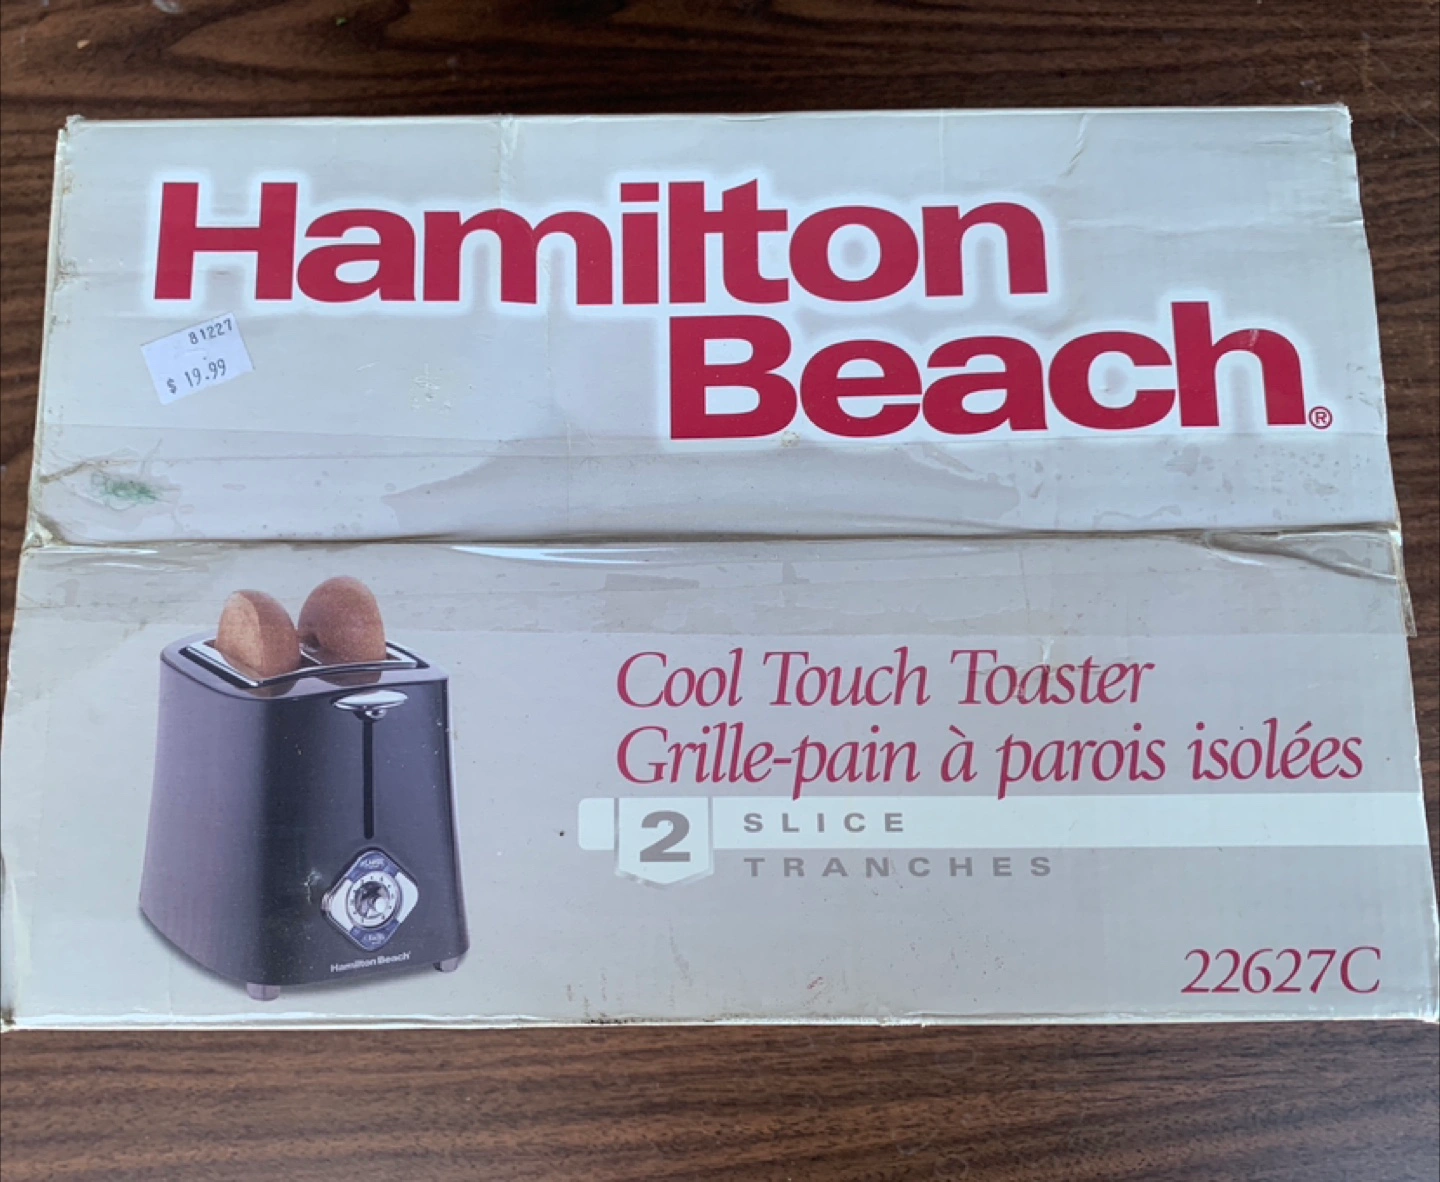 Hamilton
Beach®
81227
$ 19.99
Cool Touch Toaster
Grille-pain à parois isolées
2 SLICE
TRANCHES
Hamilton Beach
22627C